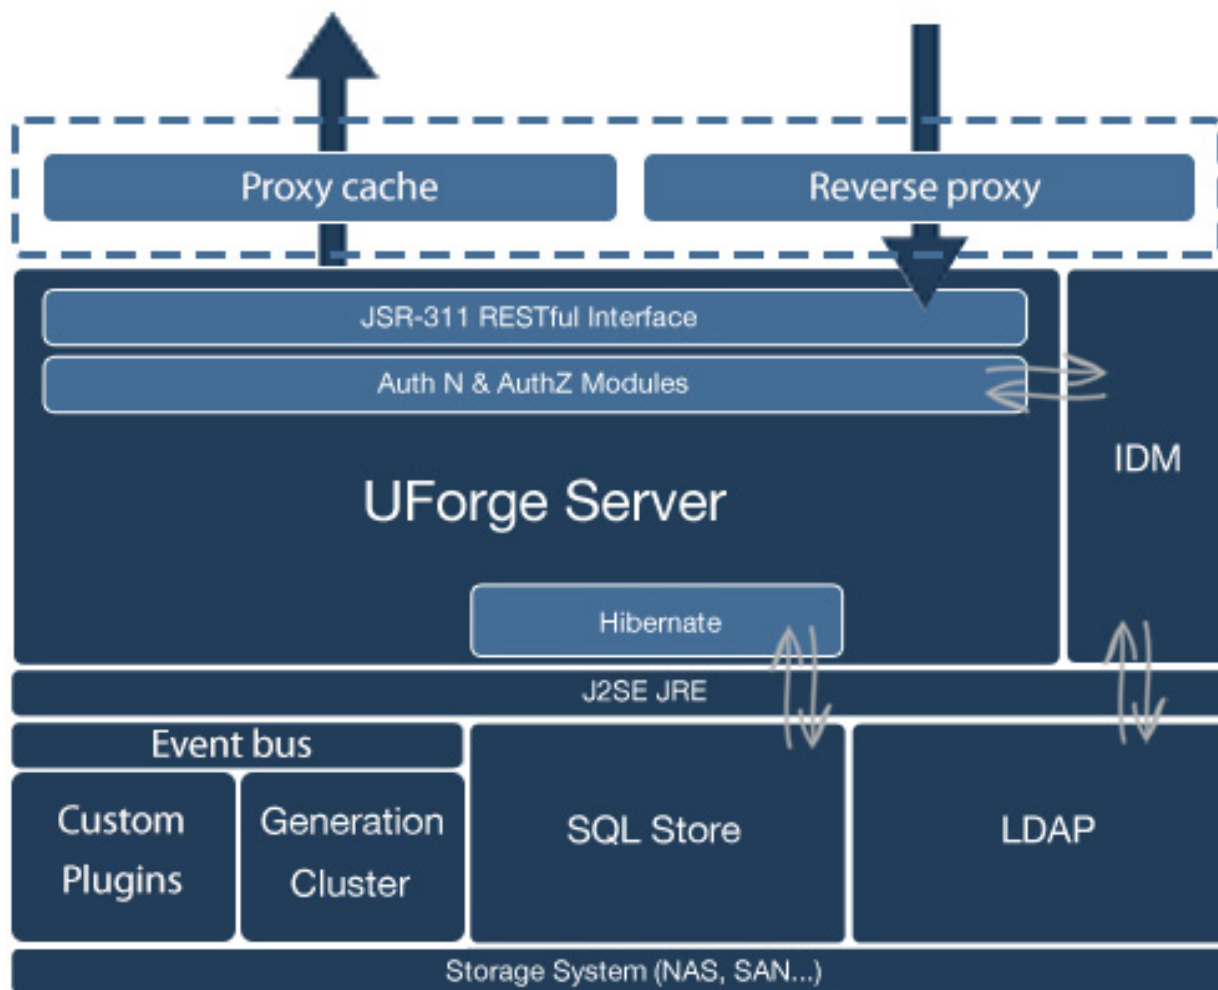 Proxy cache
Reverse proxy
JSR-311 RESTful Interface
Auth N & AuthZ Modules
IDM
UForge Server
Hibernate
J2SE JRE
Event bus
Custom
Plugins
Generation
Cluster
SQL Store
LDAP
Storage System (NAS, SAN...)